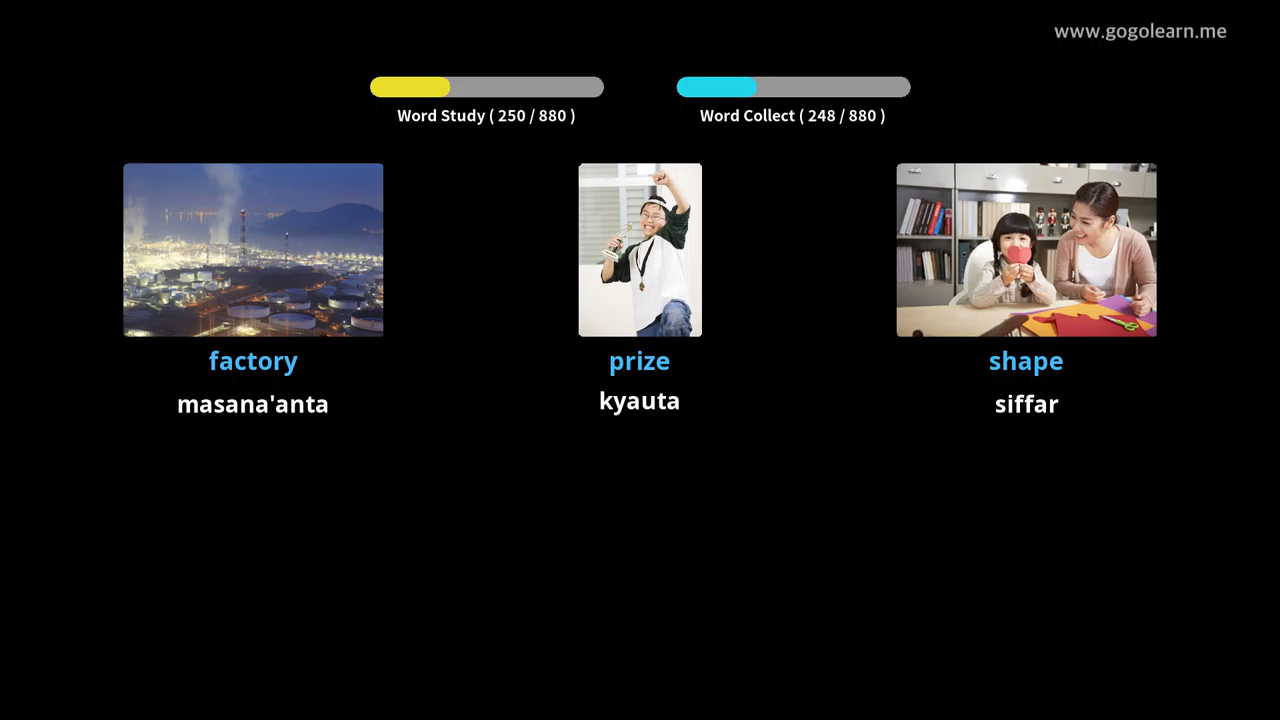 www.gogolearn.me
Word Study ( 250 / 880 )
Word Collect ( 248 / 880 )
factory
prize
shape
masana'anta
kyauta
siffar